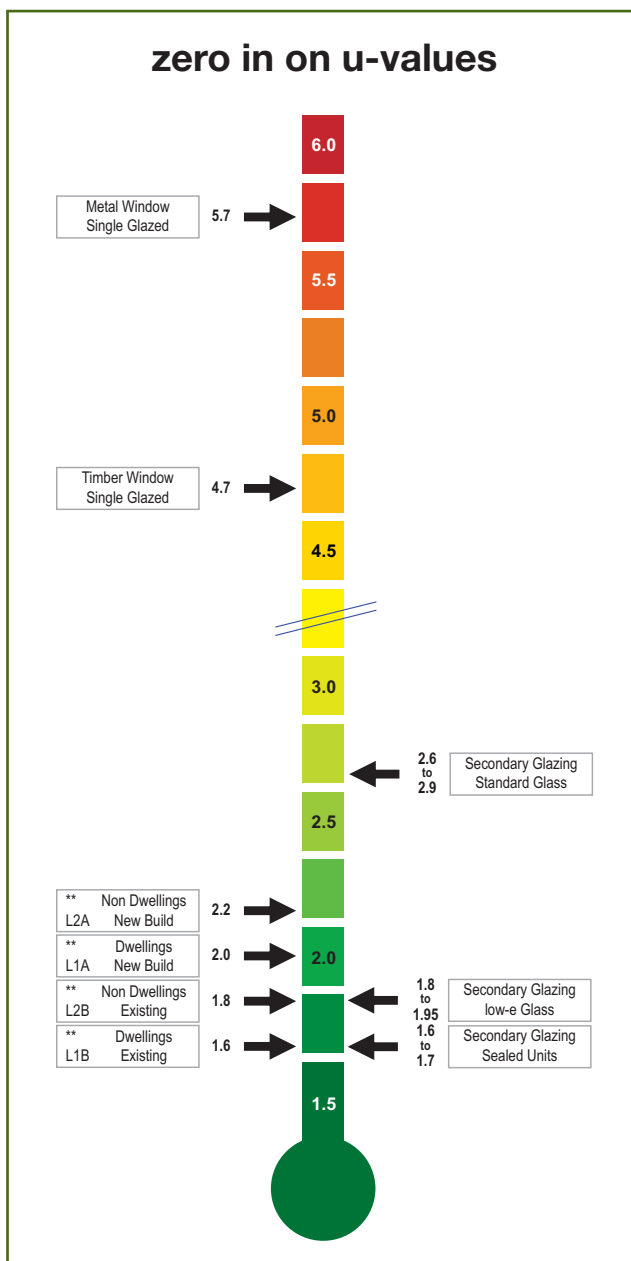 zero in on u-values
6.0
Metal Window
Single Glazed
5.7
5.5
5.0
Timber Window
Single Glazed
4.7
4.5
3.0
2.6
to
2.9
Secondary Glazing
Standard Glass
2.5
** Non Dwellings
L2A New Build
2.2
** Dwellings
L1A New Build
2.0
2.0
** Non Dwellings
L2B Existing
1.8
1.8
to
1.95
Secondary Glazing
low-e Glass
** Dwellings
L1B Existing
1.6
1.6
to
1.7
Secondary Glazing
Sealed Units
1.5